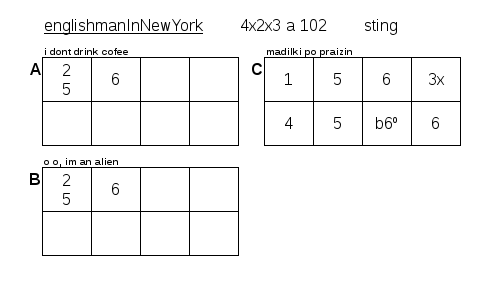 englishmanInNewYork 4x2x3 a 102 sting
i dont drink cofee
A
2 5 6
o o, im an alien
B
2 5 6
madilki po praizin
C
1 5 6 3x
4 5 b6º 6